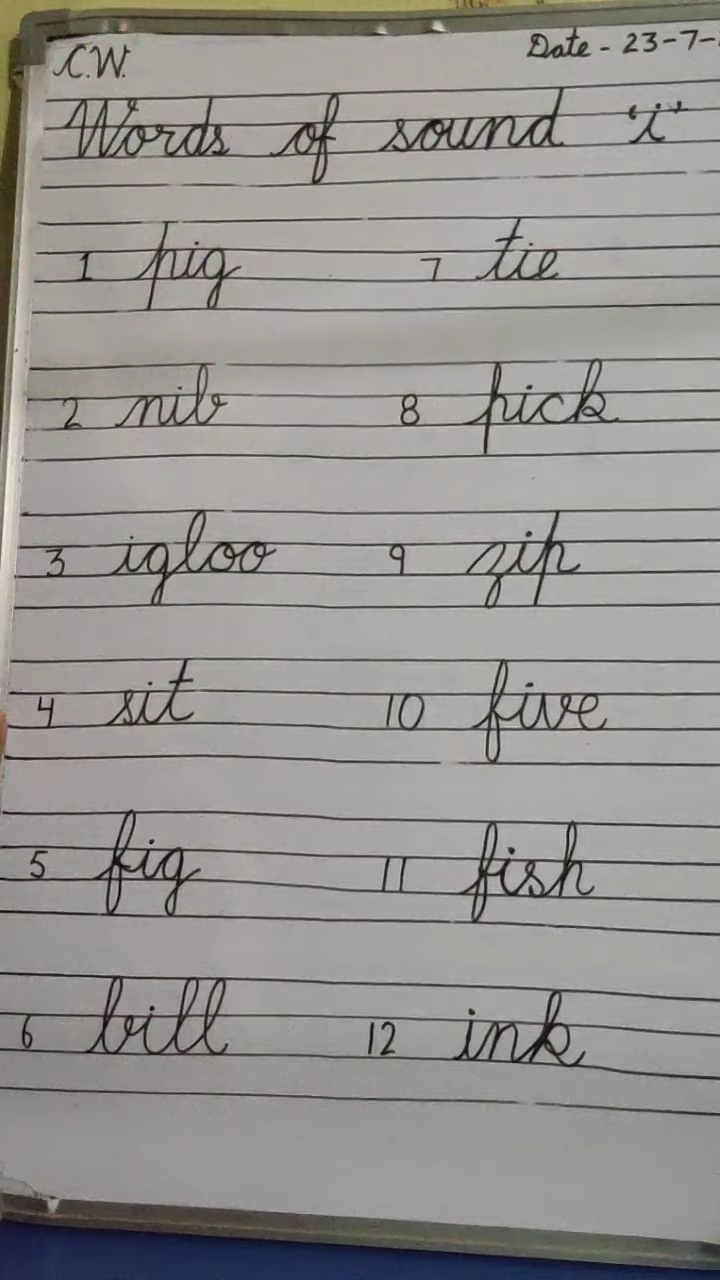 C.W.
Date - 23-7-
Words of sound 'i'
1 pig 7 tie
2 nib 8 pick
3 igloo 9 zip
4 sit 10 five
5 fig 11 fish
6 bill 12 ink